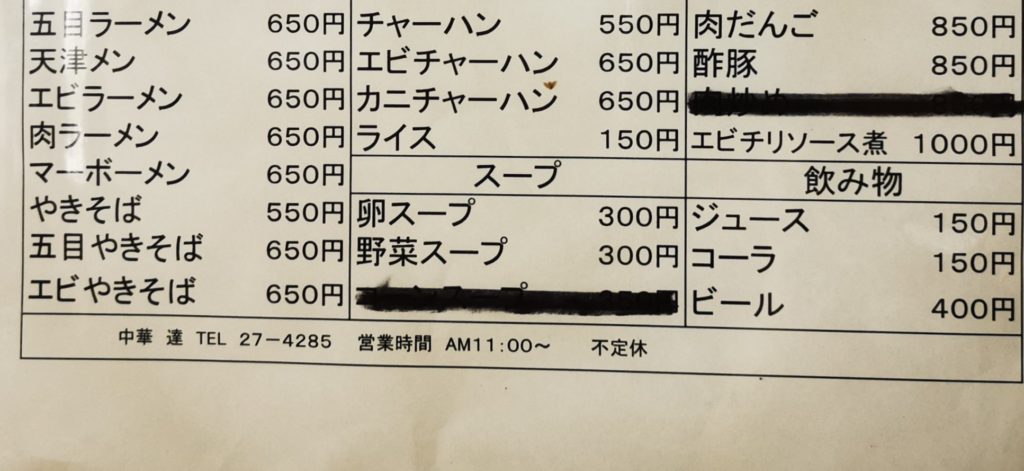 五目ラーメン 650円
天津メン 650円
エビラーメン 650円
肉ラーメン 650円
マーボーメン 650円
やきそば 550円
五目やきそば 650円
エビやきそば 650円
チャーハン 550円
エビチャーハン 650円
カニチャーハン 650円
ライス 150円
スープ
卵スープ 300円
野菜スープ 300円
肉だんご 850円
酢豚 850円
エビチリソース煮 1000円
飲み物
ジュース 150円
コーラ 150円
ビール 400円
中華 達 TEL 27-4285 営業時間 AM11:00〜 不定休